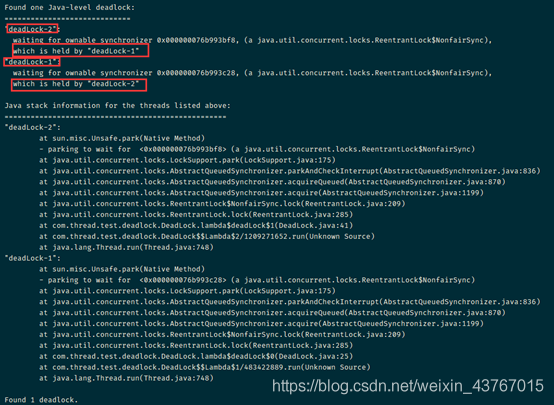 Found one Java-level deadlock:
=============================
"deadLock-2":
waiting for ownable synchronizer 0x000000076b993bf8, (a java.util.concurrent.locks.ReentrantLock$NonfairSync),
which is held by "deadLock-1"
"deadLock-1":
waiting for ownable synchronizer 0x000000076b993c28, (a java.util.concurrent.locks.ReentrantLock$NonfairSync),
which is held by "deadLock-2"
Java stack information for the threads listed above:
===================================================
"deadLock-2":
at sun.misc.Unsafe.park(Native Method)
- parking to wait for <0x000000076b993bf8> (a java.util.concurrent.locks.ReentrantLock$NonfairSync)
at java.util.concurrent.locks.LockSupport.park(LockSupport.java:175)
at java.util.concurrent.locks.AbstractQueuedSynchronizer.parkAndCheckInterrupt(AbstractQueuedSynchronizer.java:836)
at java.util.concurrent.locks.AbstractQueuedSynchronizer.acquireQueued(AbstractQueuedSynchronizer.java:870)
at java.util.concurrent.locks.AbstractQueuedSynchronizer.acquire(AbstractQueuedSynchronizer.java:1199)
at java.util.concurrent.locks.ReentrantLock$NonfairSync.lock(ReentrantLock.java:209)
at java.util.concurrent.locks.ReentrantLock.lock(ReentrantLock.java:285)
at com.thread.test.deadlock.DeadLock.lambda$deadLock$1(DeadLock.java:41)
at com.thread.test.deadlock.DeadLock$$Lambda$2/1209271652.run(Unknown Source)
at java.lang.Thread.run(Thread.java:748)
"deadLock-1":
at sun.misc.Unsafe.park(Native Method)
- parking to wait for <0x000000076b993c28> (a java.util.concurrent.locks.ReentrantLock$NonfairSync)
at java.util.concurrent.locks.LockSupport.park(LockSupport.java:175)
at java.util.concurrent.locks.AbstractQueuedSynchronizer.parkAndCheckInterrupt(AbstractQueuedSynchronizer.java:836)
at java.util.concurrent.locks.AbstractQueuedSynchronizer.acquireQueued(AbstractQueuedSynchronizer.java:870)
at java.util.concurrent.locks.AbstractQueuedSynchronizer.acquire(AbstractQueuedSynchronizer.java:1199)
at java.util.concurrent.locks.ReentrantLock$NonfairSync.lock(ReentrantLock.java:209)
at java.util.concurrent.locks.ReentrantLock.lock(ReentrantLock.java:285)
at com.thread.test.deadlock.DeadLock.lambda$deadLock$0(DeadLock.java:25)
at com.thread.test.deadlock.DeadLock$$Lambda$1/483422889.run(Unknown Source)
at java.lang.Thread.run(Thread.java:748)
https://blog.csdn.net/weixin_43767015
Found 1 deadlock.